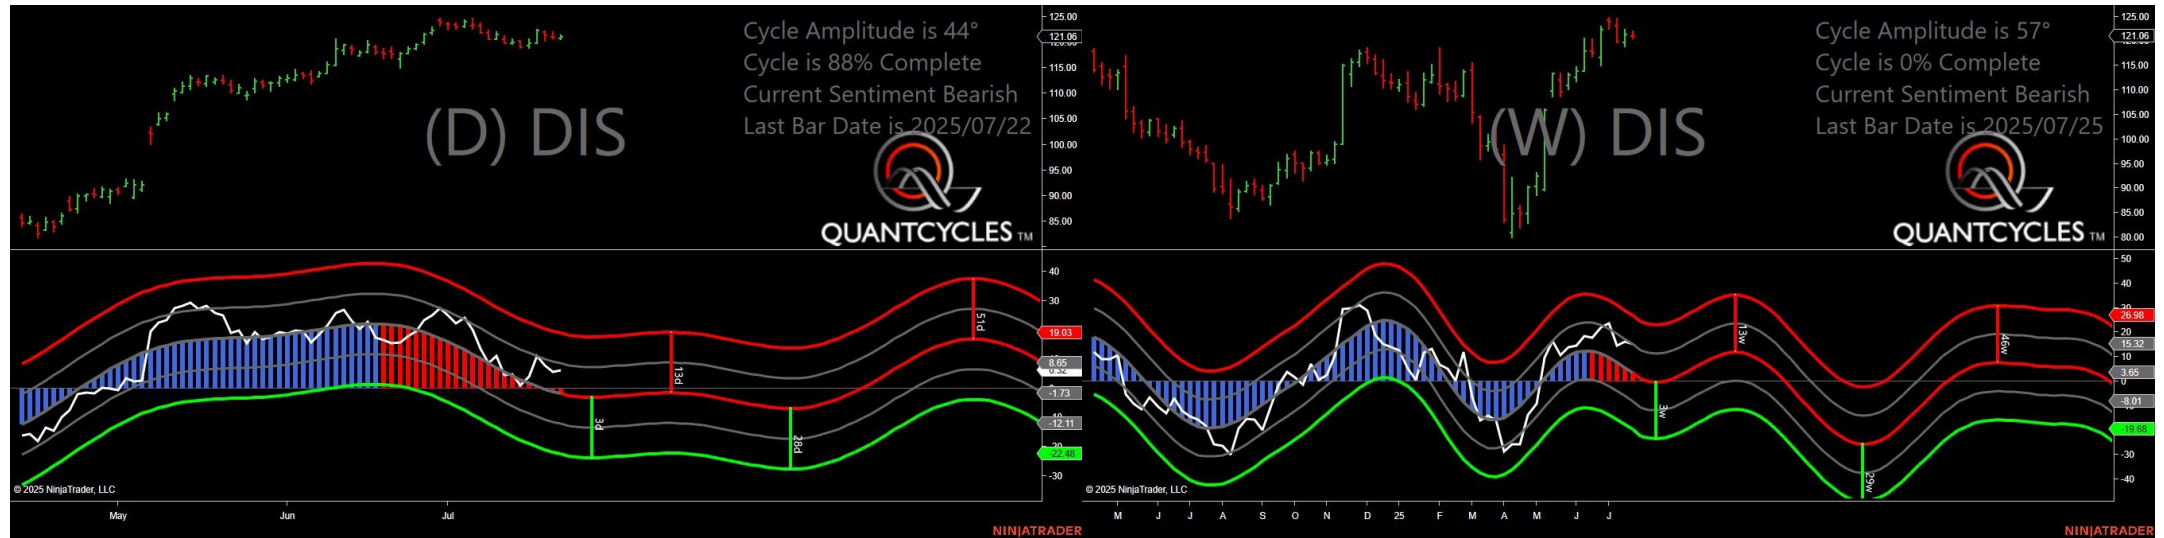 Cycle Amplitude is 44°
Cycle is 88% Complete
Current Sentiment Bearish
Last Bar Date is 2025/07/22
(D) DIS
QUANTCYCLES TM
125.00
121.06
115.00
110.00
105.00
100.00
95.00
90.00
85.00
40
30
19.03
8.65
-1.73
-12.11
-22.48
-30
13d
51d
3d
28d
© 2025 NinjaTrader, LLC
May Jun Jul
NINJATRADER
Cycle Amplitude is 57°
Cycle is 0% Complete
Current Sentiment Bearish
Last Bar Date is 2025/07/25
(W) DIS
QUANTCYCLES TM
125.00
121.06
115.00
110.00
105.00
100.00
95.00
90.00
85.00
80.00
50
40
26.98
20
15.32
10
3.65
0
-8.01
-19.68
-30
-40
13w
46w
3w
29w
© 2025 NinjaTrader, LLC
M J J A S O N D 25 F M A M J J
NINJATRADER